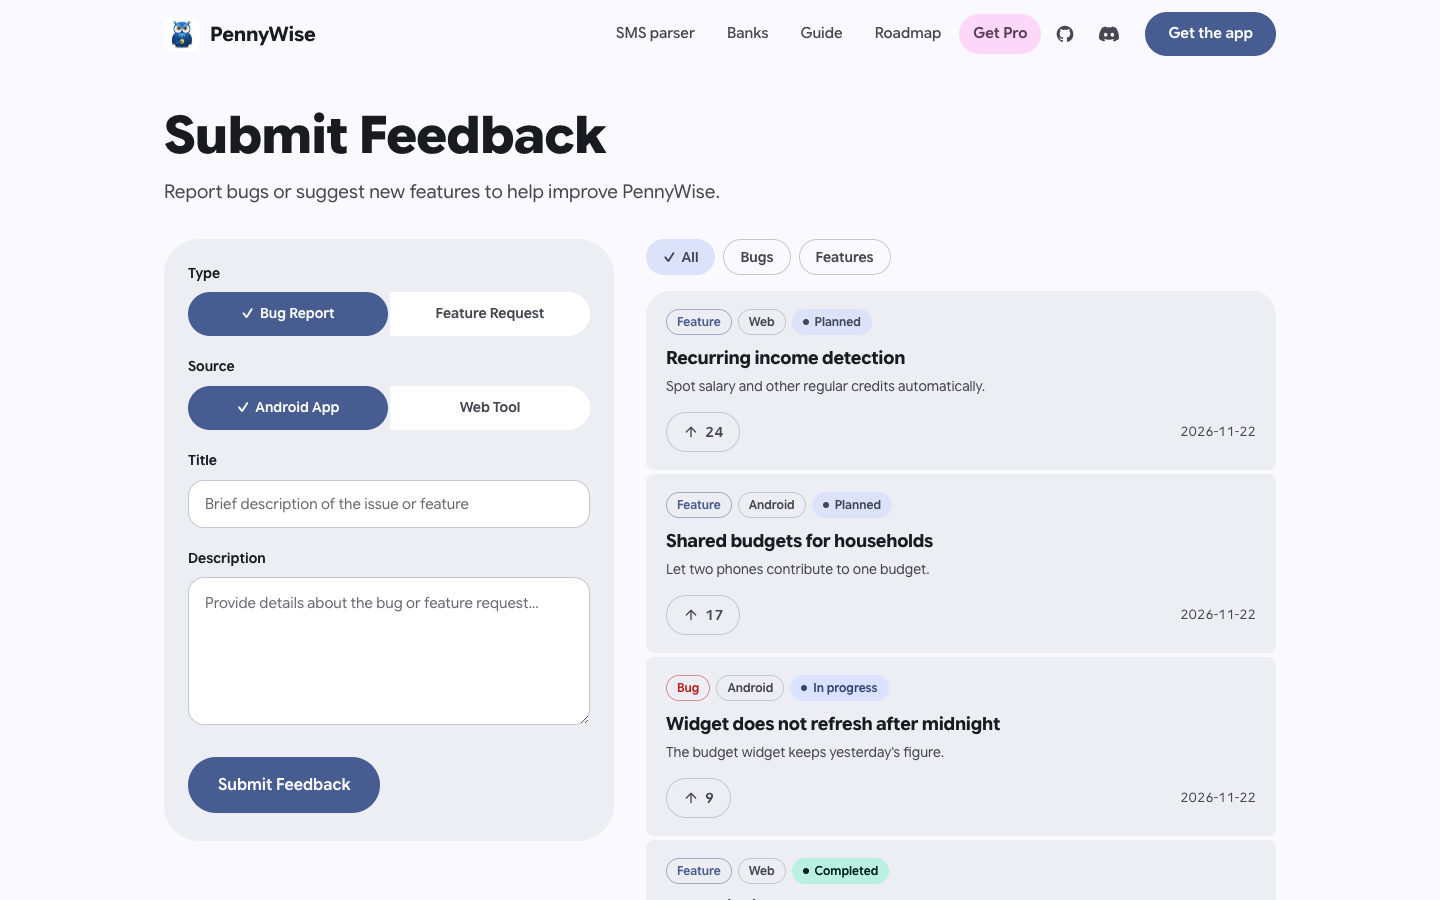 PennyWise
SMS parser
Banks
Guide
Roadmap
Get Pro
Get the app
Submit Feedback
Report bugs or suggest new features to help improve PennyWise.
Type
Bug Report
Feature Request
Source
Android App
Web Tool
Title
Brief description of the issue or feature
Description
Provide details about the bug or feature request...
Submit Feedback
All
Bugs
Features
Feature
Web
Planned
Recurring income detection
Spot salary and other regular credits automatically.
24
2026-11-22
Feature
Android
Planned
Shared budgets for households
Let two phones contribute to one budget.
17
2026-11-22
Bug
Android
In progress
Widget does not refresh after midnight
The budget widget keeps yesterday's figure.
9
2026-11-22
Feature
Web
Completed